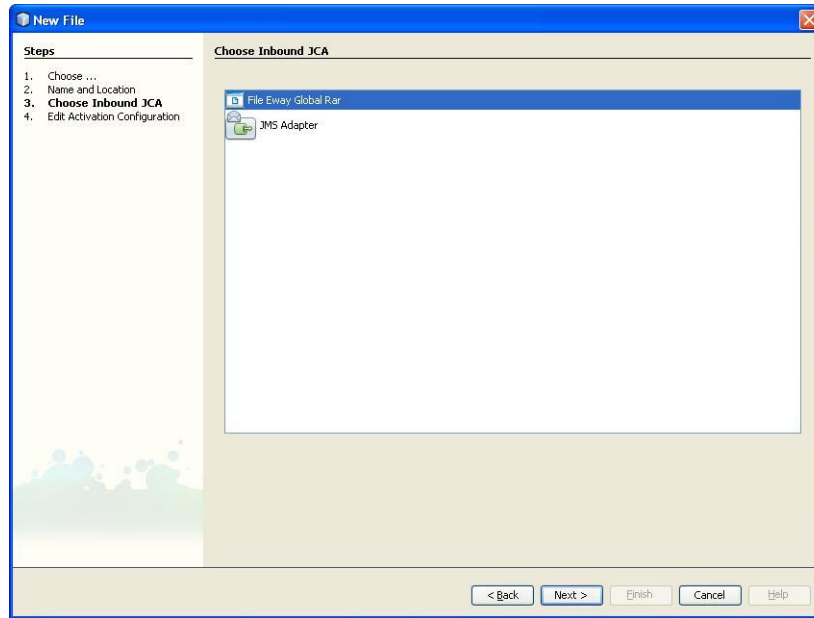 New File
Steps
1. Choose ...
2. Name and Location
3. Choose Inbound JCA
4. Edit Activation Configuration
Choose Inbound JCA
File Eway Global Rar
JMS Adapter
< Back
Next >
Finish
Cancel
Help